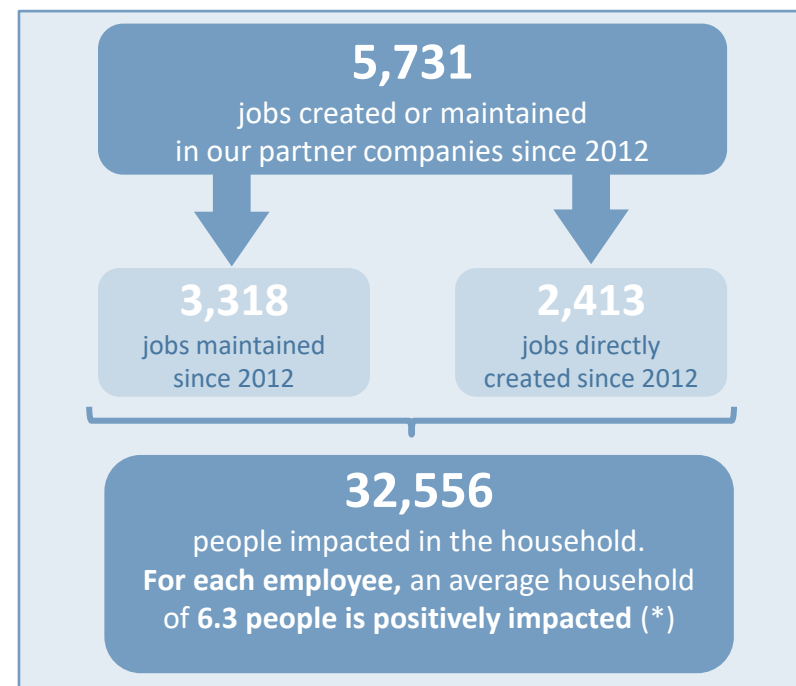 5,731
jobs created or maintained
in our partner companies since 2012
3,318
jobs maintained
since 2012
2,413
jobs directly
created since 2012
32,556
people impacted in the household.
For each employee, an average household
of 6.3 people is positively impacted (*)